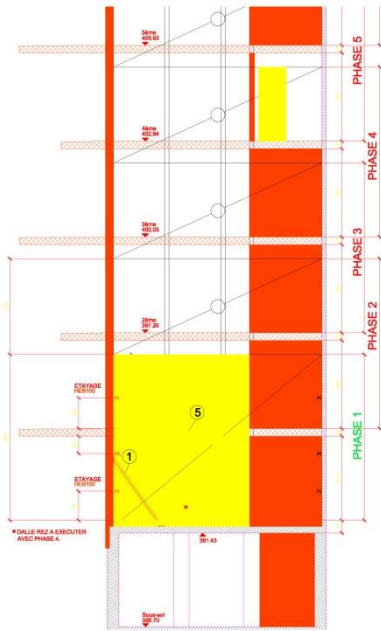 5ème
405.63
PHASE 5
4ème
402.84
PHASE 4
3ème
400.05
PHASE 3
2ème
397.26
PHASE 2
ETAYAGE
HEB100
5
PHASE 1
1
ETAYAGE
HEB100
* DALLE REZ A EXECUTER
AVEC PHASE 4.
391.43
Sous-sol
388.70